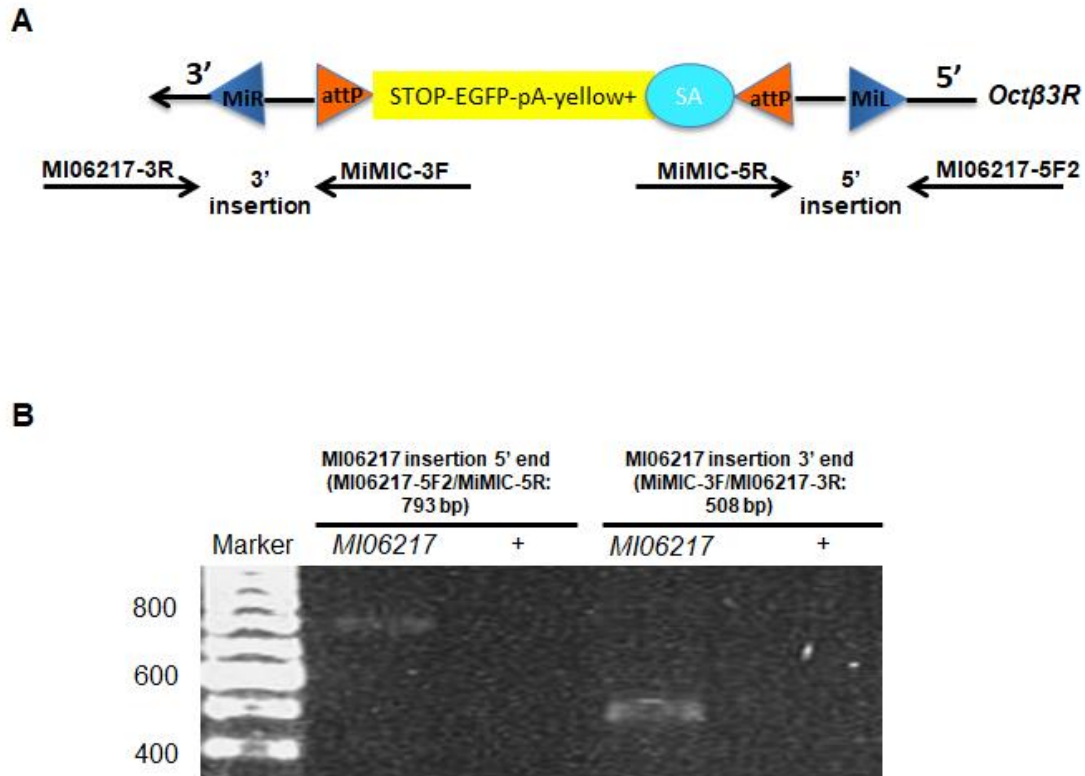 A
3’
5’
MiR
attP
STOP-EGFP-pA-yellow+
SA
attP
MiL
Octβ3R
MI06217-3R
3’
insertion
MiMIC-3F
MiMIC-5R
5’
insertion
MI06217-5F2
B
MI06217 insertion 5’ end
(MI06217-5F2/MiMIC-5R:
793 bp)
MI06217 insertion 3’ end
(MiMIC-3F/MI06217-3R:
508 bp)
Marker
MI06217
+
MI06217
+
800
600
400